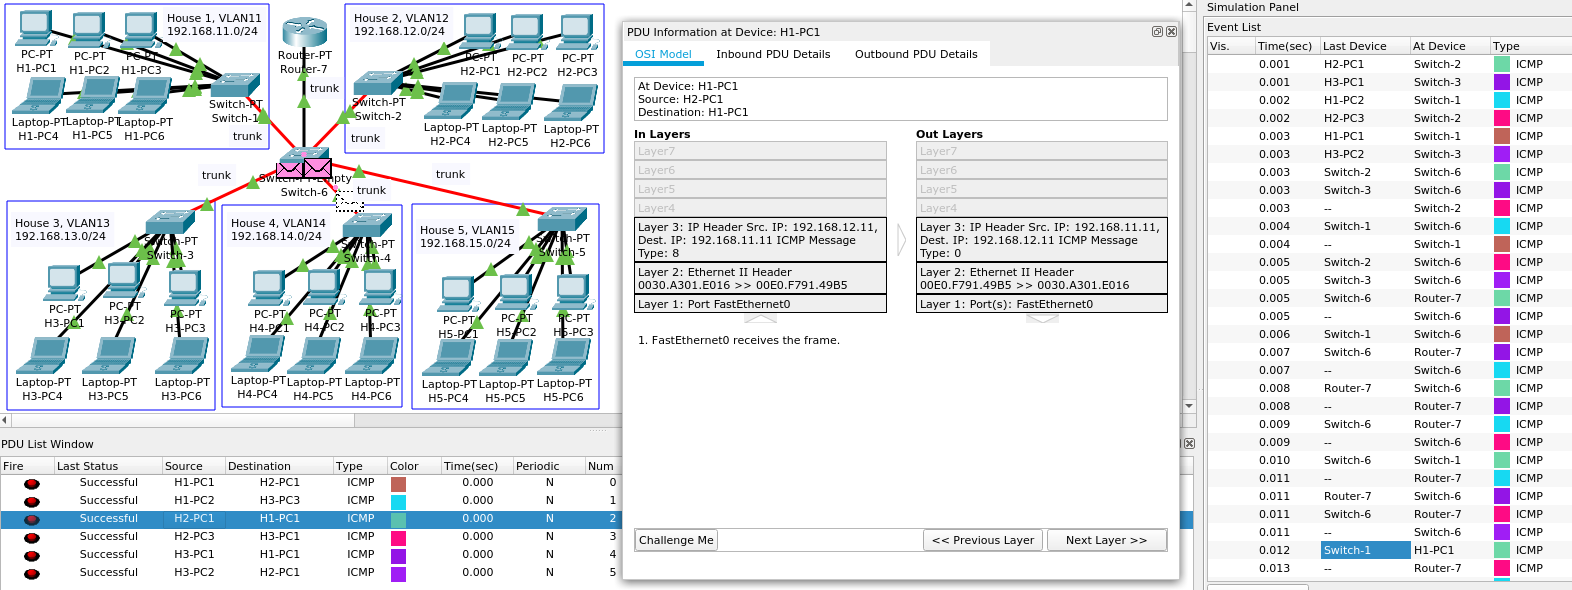 House 1, VLAN11
192.168.11.0/24
PC-PT
H1-PC1
PC-PT
H1-PC2
PC-PT
H1-PC3
Laptop-PT
H1-PC4
Laptop-PT
H1-PC5
Laptop-PT
H1-PC6
Switch-PT
Switch-1
Router-PT
Router-7
trunk
trunk
House 2, VLAN12
192.168.12.0/24
PC-PT
H2-PC1
PC-PT
H2-PC2
PC-PT
H2-PC3
Switch-PT
Switch-2
Laptop-PT
H2-PC4
Laptop-PT
H2-PC5
Laptop-PT
H2-PC6
trunk
trunk
Switch-PT-Empty
Switch-6
trunk
trunk
House 3, VLAN13
192.168.13.0/24
Switch-PT
Switch-3
PC-PT
H3-PC1
PC-PT
H3-PC2
PC-PT
H3-PC3
Laptop-PT
H3-PC4
Laptop-PT
H3-PC5
Laptop-PT
H3-PC6
House 4, VLAN14
192.168.14.0/24
Switch-PT
Switch-4
PC-PT
H4-PC1
PC-PT
H4-PC2
PC-PT
H4-PC3
Laptop-PT
H4-PC4
Laptop-PT
H4-PC5
Laptop-PT
H4-PC6
House 5, VLAN15
192.168.15.0/24
Switch-PT
Switch-5
PC-PT
H5-PC1
PC-PT
H5-PC2
PC-PT
H5-PC3
Laptop-PT
H5-PC4
Laptop-PT
H5-PC5
Laptop-PT
H5-PC6
PDU List Window
Fire Last Status Source Destination Type Color Time(sec) Periodic Num
Successful H1-PC1 H2-PC1 ICMP 0.000 N 0
Successful H1-PC2 H3-PC3 ICMP 0.000 N 1
Successful H2-PC1 H1-PC1 ICMP 0.000 N 2
Successful H2-PC3 H3-PC1 ICMP 0.000 N 3
Successful H3-PC1 H1-PC1 ICMP 0.000 N 4
Successful H3-PC2 H2-PC1 ICMP 0.000 N 5
PDU Information at Device: H1-PC1
OSI Model Inbound PDU Details Outbound PDU Details
At Device: H1-PC1
Source: H2-PC1
Destination: H1-PC1
In Layers
Layer7
Layer6
Layer5
Layer4
Layer 3: IP Header Src. IP: 192.168.12.11,
Dest. IP: 192.168.11.11 ICMP Message
Type: 8
Layer 2: Ethernet II Header
0030.A301.E016 >> 00E0.F791.49B5
Layer 1: Port FastEthernet0
Out Layers
Layer7
Layer6
Layer5
Layer4
Layer 3: IP Header Src. IP: 192.168.11.11,
Dest. IP: 192.168.12.11 ICMP Message
Type: 0
Layer 2: Ethernet II Header
00E0.F791.49B5 >> 0030.A301.E016
Layer 1: Port(s): FastEthernet0
1. FastEthernet0 receives the frame.
Challenge Me << Previous Layer Next Layer >>
Simulation Panel
Event List
Vis. Time(sec) Last Device At Device Type
0.001 H2-PC1 Switch-2 ICMP
0.001 H3-PC1 Switch-3 ICMP
0.002 H1-PC2 Switch-1 ICMP
0.002 H2-PC3 Switch-2 ICMP
0.003 H1-PC1 Switch-1 ICMP
0.003 H3-PC2 Switch-3 ICMP
0.003 Switch-2 Switch-6 ICMP
0.003 Switch-3 Switch-6 ICMP
0.003 -- Switch-2 ICMP
0.004 Switch-1 Switch-6 ICMP
0.004 -- Switch-1 ICMP
0.005 Switch-2 Switch-6 ICMP
0.005 Switch-3 Switch-6 ICMP
0.005 Switch-6 Router-7 ICMP
0.005 -- Switch-6 ICMP
0.006 Switch-1 Switch-6 ICMP
0.007 Switch-6 Router-7 ICMP
0.007 -- Switch-6 ICMP
0.008 Router-7 Switch-6 ICMP
0.008 -- Router-7 ICMP
0.009 Switch-6 Router-7 ICMP
0.009 -- Switch-6 ICMP
0.010 Switch-6 Switch-1 ICMP
0.011 -- Router-7 ICMP
0.011 Router-7 Switch-6 ICMP
0.011 Switch-6 Router-7 ICMP
0.011 -- Switch-6 ICMP
0.012 Switch-1 H1-PC1 ICMP
0.013 -- Router-7 ICMP